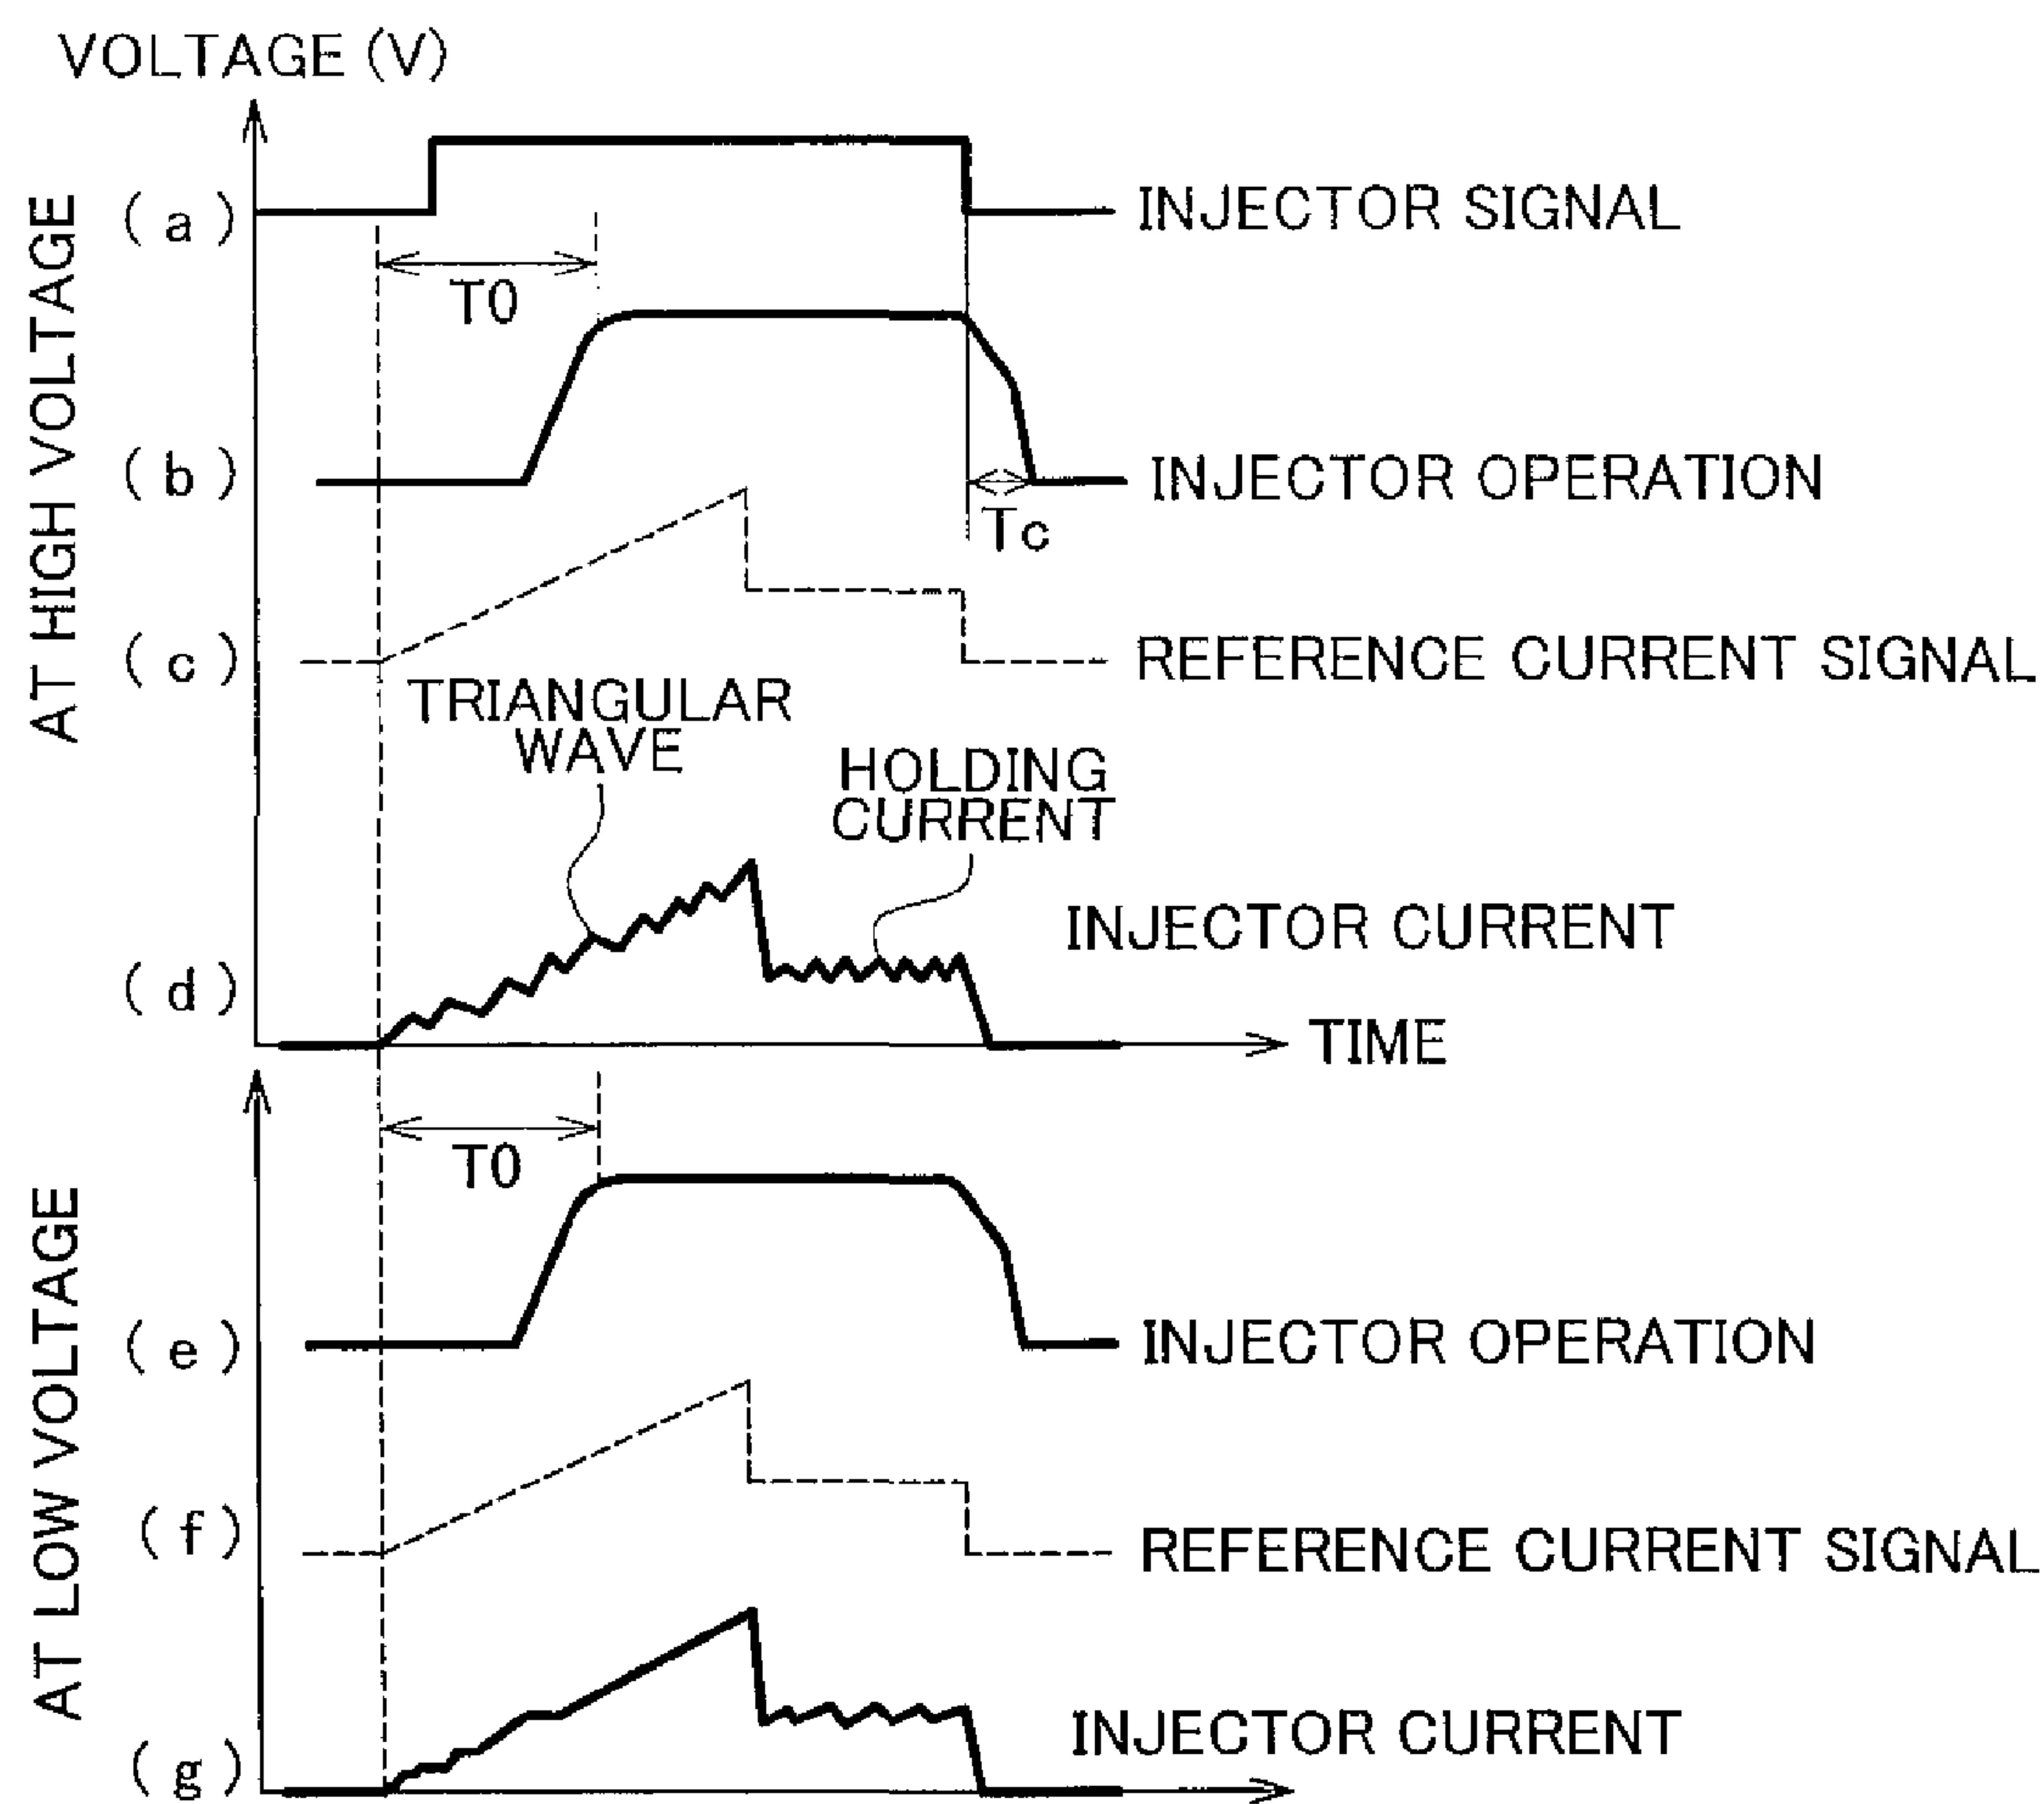 VOLTAGE (V)
AT HIGH VOLTAGE
(a)
INJECTOR SIGNAL
T0
(b)
INJECTOR OPERATION
Tc
(c)
REFERENCE CURRENT SIGNAL
TRIANGULAR
WAVE
HOLDING
CURRENT
INJECTOR CURRENT
(d)
TIME
AT LOW VOLTAGE
T0
(e)
INJECTOR OPERATION
(f)
REFERENCE CURRENT SIGNAL
INJECTOR CURRENT
(g)